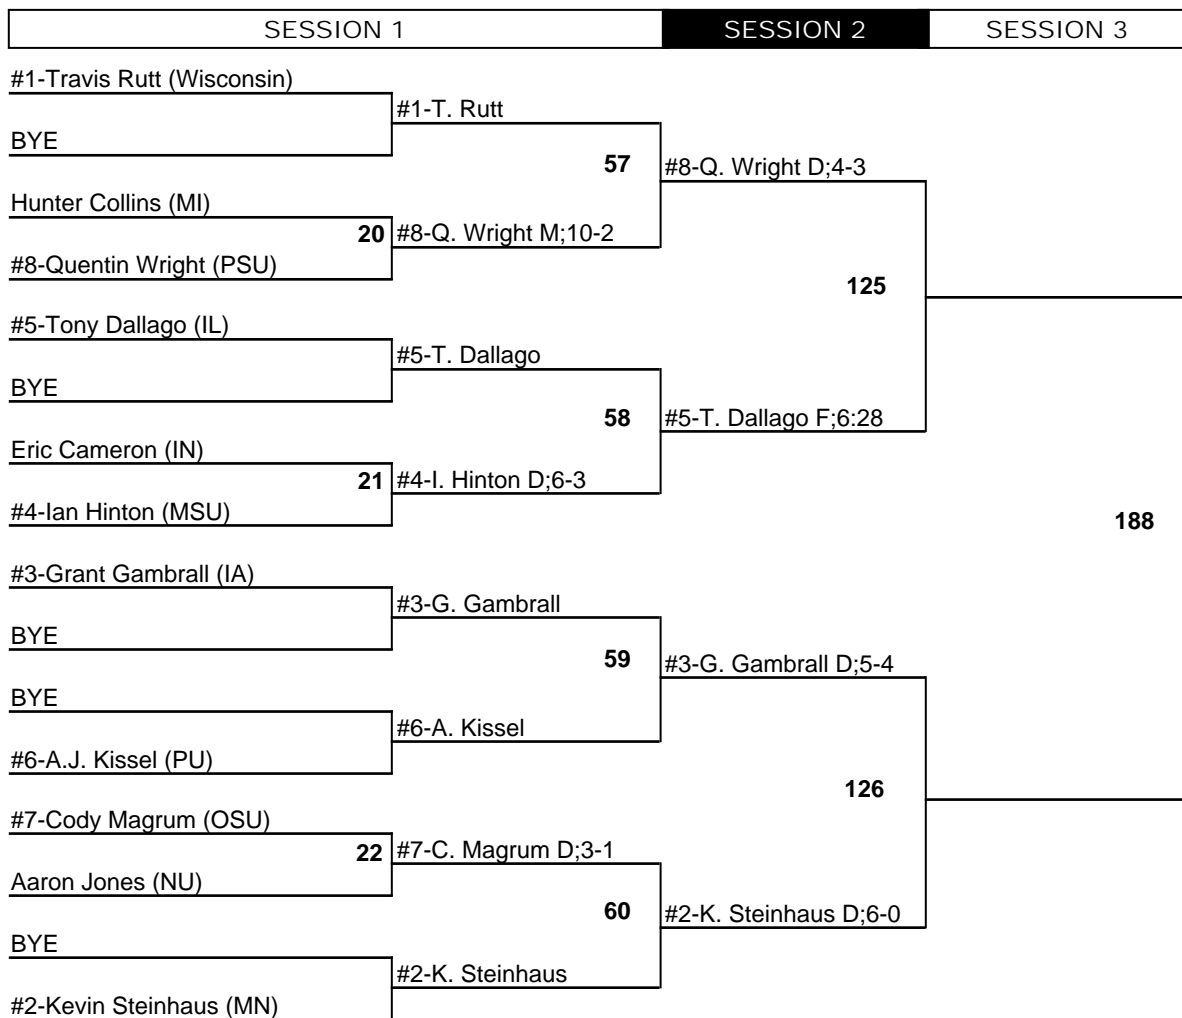 SESSION 1 SESSION 2 SESSION 3
#1-Travis Rutt (Wisconsin)
#1-T. Rutt
BYE
57 #8-Q. Wright D;4-3
Hunter Collins (MI)
20 #8-Q. Wright M;10-2
#8-Quentin Wright (PSU)
125
#5-Tony Dallago (IL)
#5-T. Dallago
BYE
58 #5-T. Dallago F;6:28
Eric Cameron (IN)
21 #4-I. Hinton D;6-3
#4-Ian Hinton (MSU)
188
#3-Grant Gambrall (IA)
#3-G. Gambrall
BYE
59 #3-G. Gambrall D;5-4
BYE
#6-A. Kissel
#6-A.J. Kissel (PU)
126
#7-Cody Magrum (OSU)
22 #7-C. Magrum D;3-1
Aaron Jones (NU)
60 #2-K. Steinhaus D;6-0
BYE
#2-K. Steinhaus
#2-Kevin Steinhaus (MN)